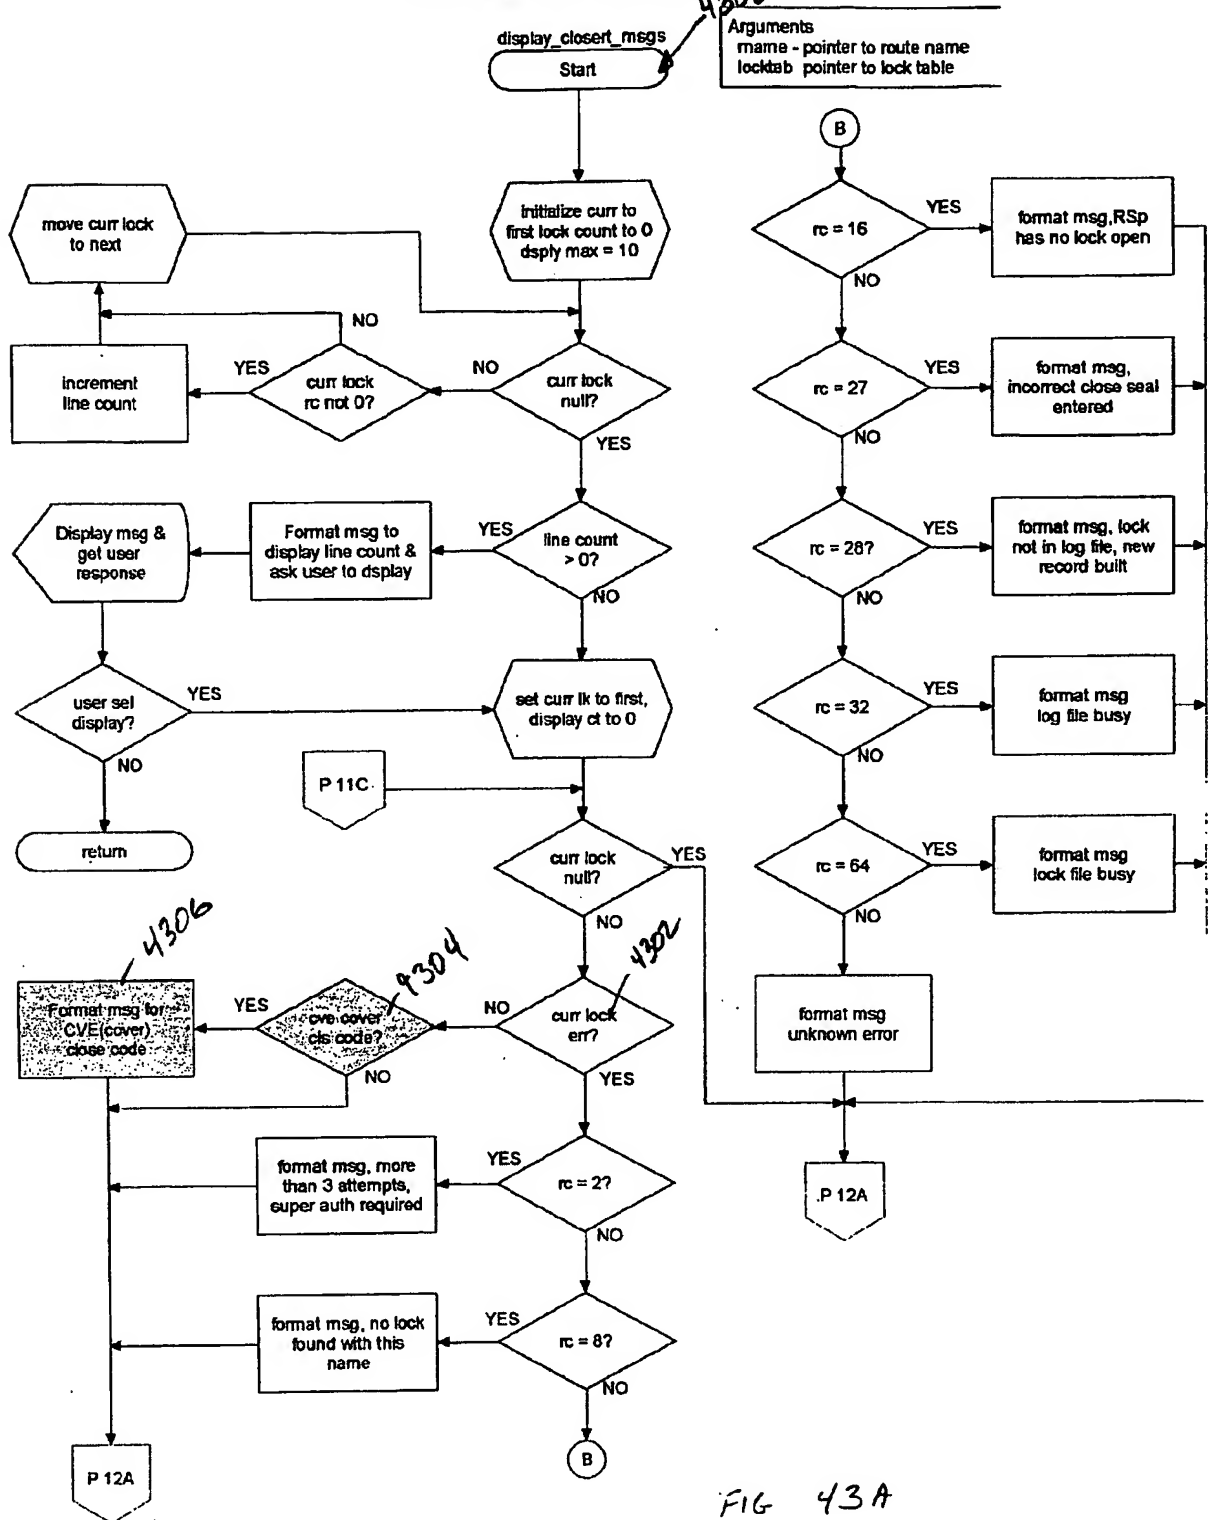 display_closert_msgs
Start
Arguments
rname - pointer to route name
locktab pointer to lock table
initialize curr to
first lock count to 0
dsply max = 10
move curr lock
to next
NO
increment
line count
YES
curr lock
rc not 0?
NO
curr lock
null?
YES
Display msg &
get user
response
Format msg to
display line count &
ask user to dsplay
YES
line count
> 0?
NO
user sel
display?
YES
set curr lk to first,
display ct to 0
NO
return
P 11C
curr lock
null?
YES
NO
4306
4304
4302
Format msg for
CVE(cover)
close code
YES
cve cover
cls code?
NO
NO
curr lock
err?
YES
format msg, more
than 3 attempts,
super auth required
YES
rc = 2?
NO
format msg, no lock
found with this
name
YES
rc = 8?
NO
P 12A
B
B
rc = 16
YES
format msg,RSp
has no lock open
NO
rc = 27
YES
format msg,
incorrect close seal
entered
NO
rc = 28?
YES
format msg, lock
not in log file, new
record built
NO
rc = 32
YES
format msg
log file busy
NO
rc = 64
YES
format msg
lock file busy
NO
format msg
unknown error
P 12A
FIG 43A